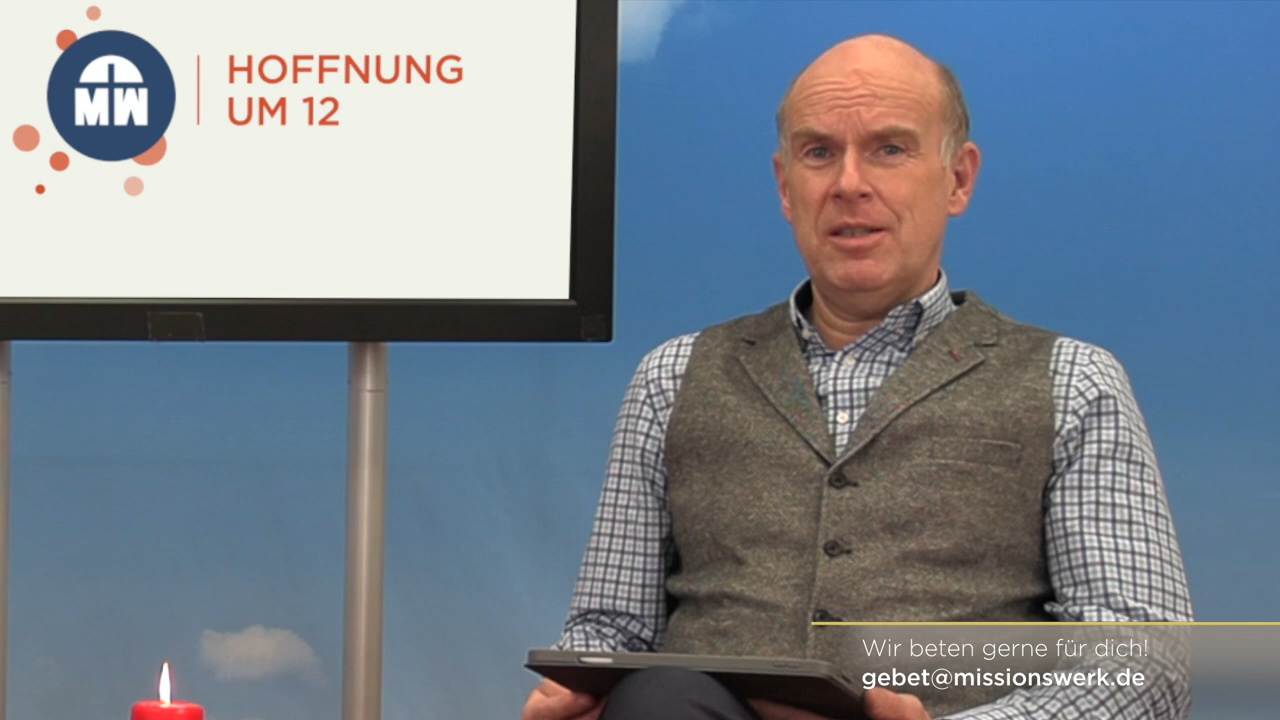 MW
HOFFNUNG
UM 12
Wir beten gerne für dich!
gebet@missionswerk.de